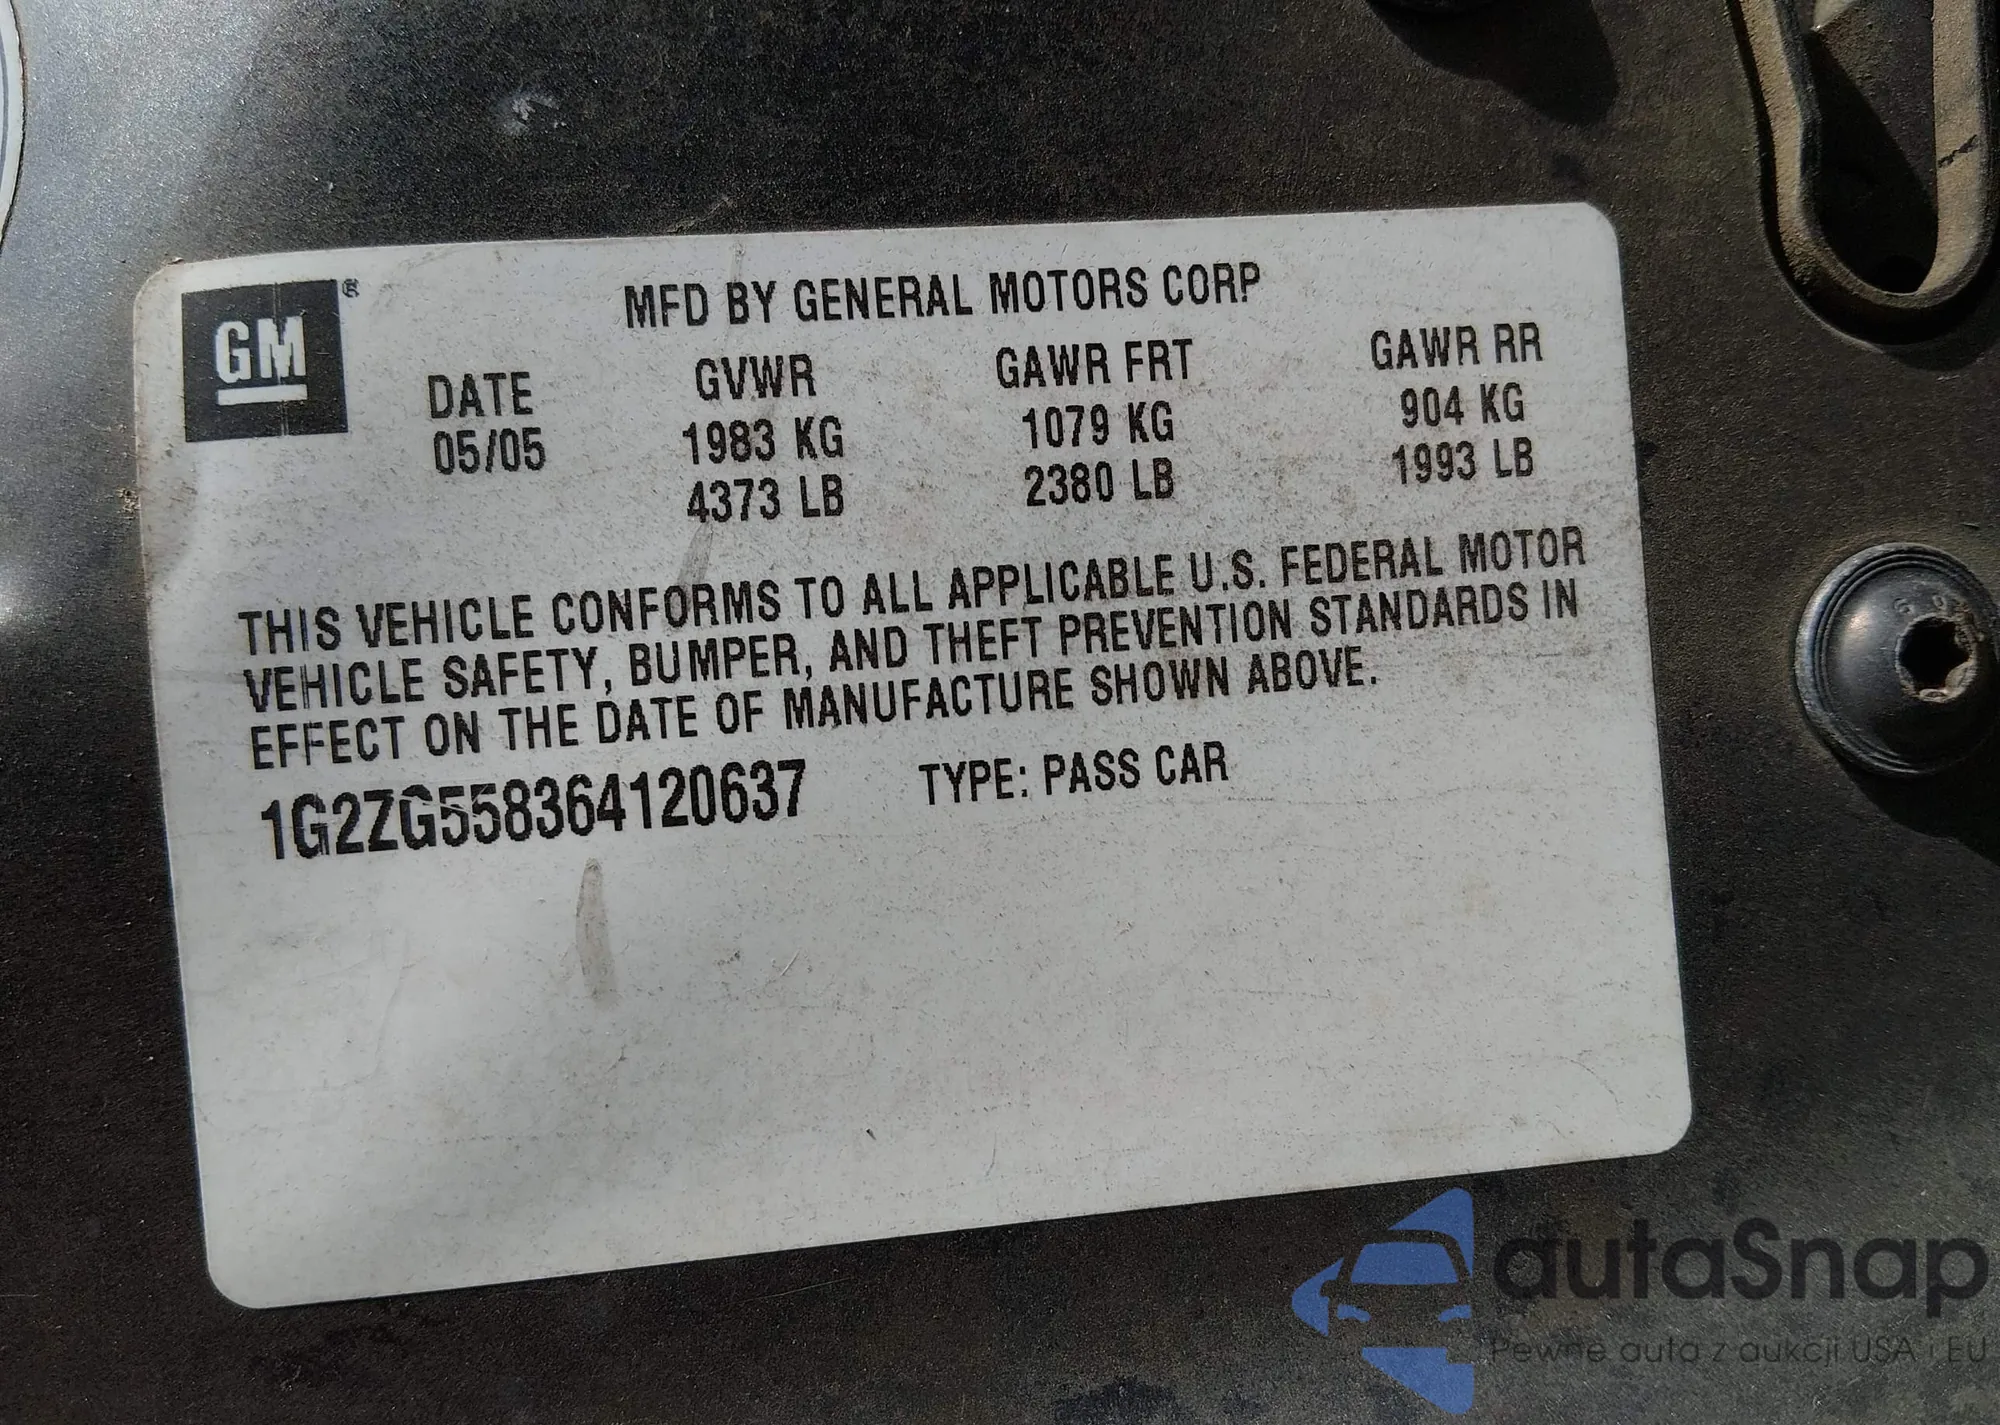 GM ®
MFD BY GENERAL MOTORS CORP
DATE GVWR GAWR FRT GAWR RR
05/05 1983 KG 1079 KG 904 KG
4373 LB 2380 LB 1993 LB
THIS VEHICLE CONFORMS TO ALL APPLICABLE U.S. FEDERAL MOTOR
VEHICLE SAFETY, BUMPER, AND THEFT PREVENTION STANDARDS IN
EFFECT ON THE DATE OF MANUFACTURE SHOWN ABOVE.
1G2ZG558364120637 TYPE: PASS CAR
autaSnap
Pewne auta z aukcji USA i EU